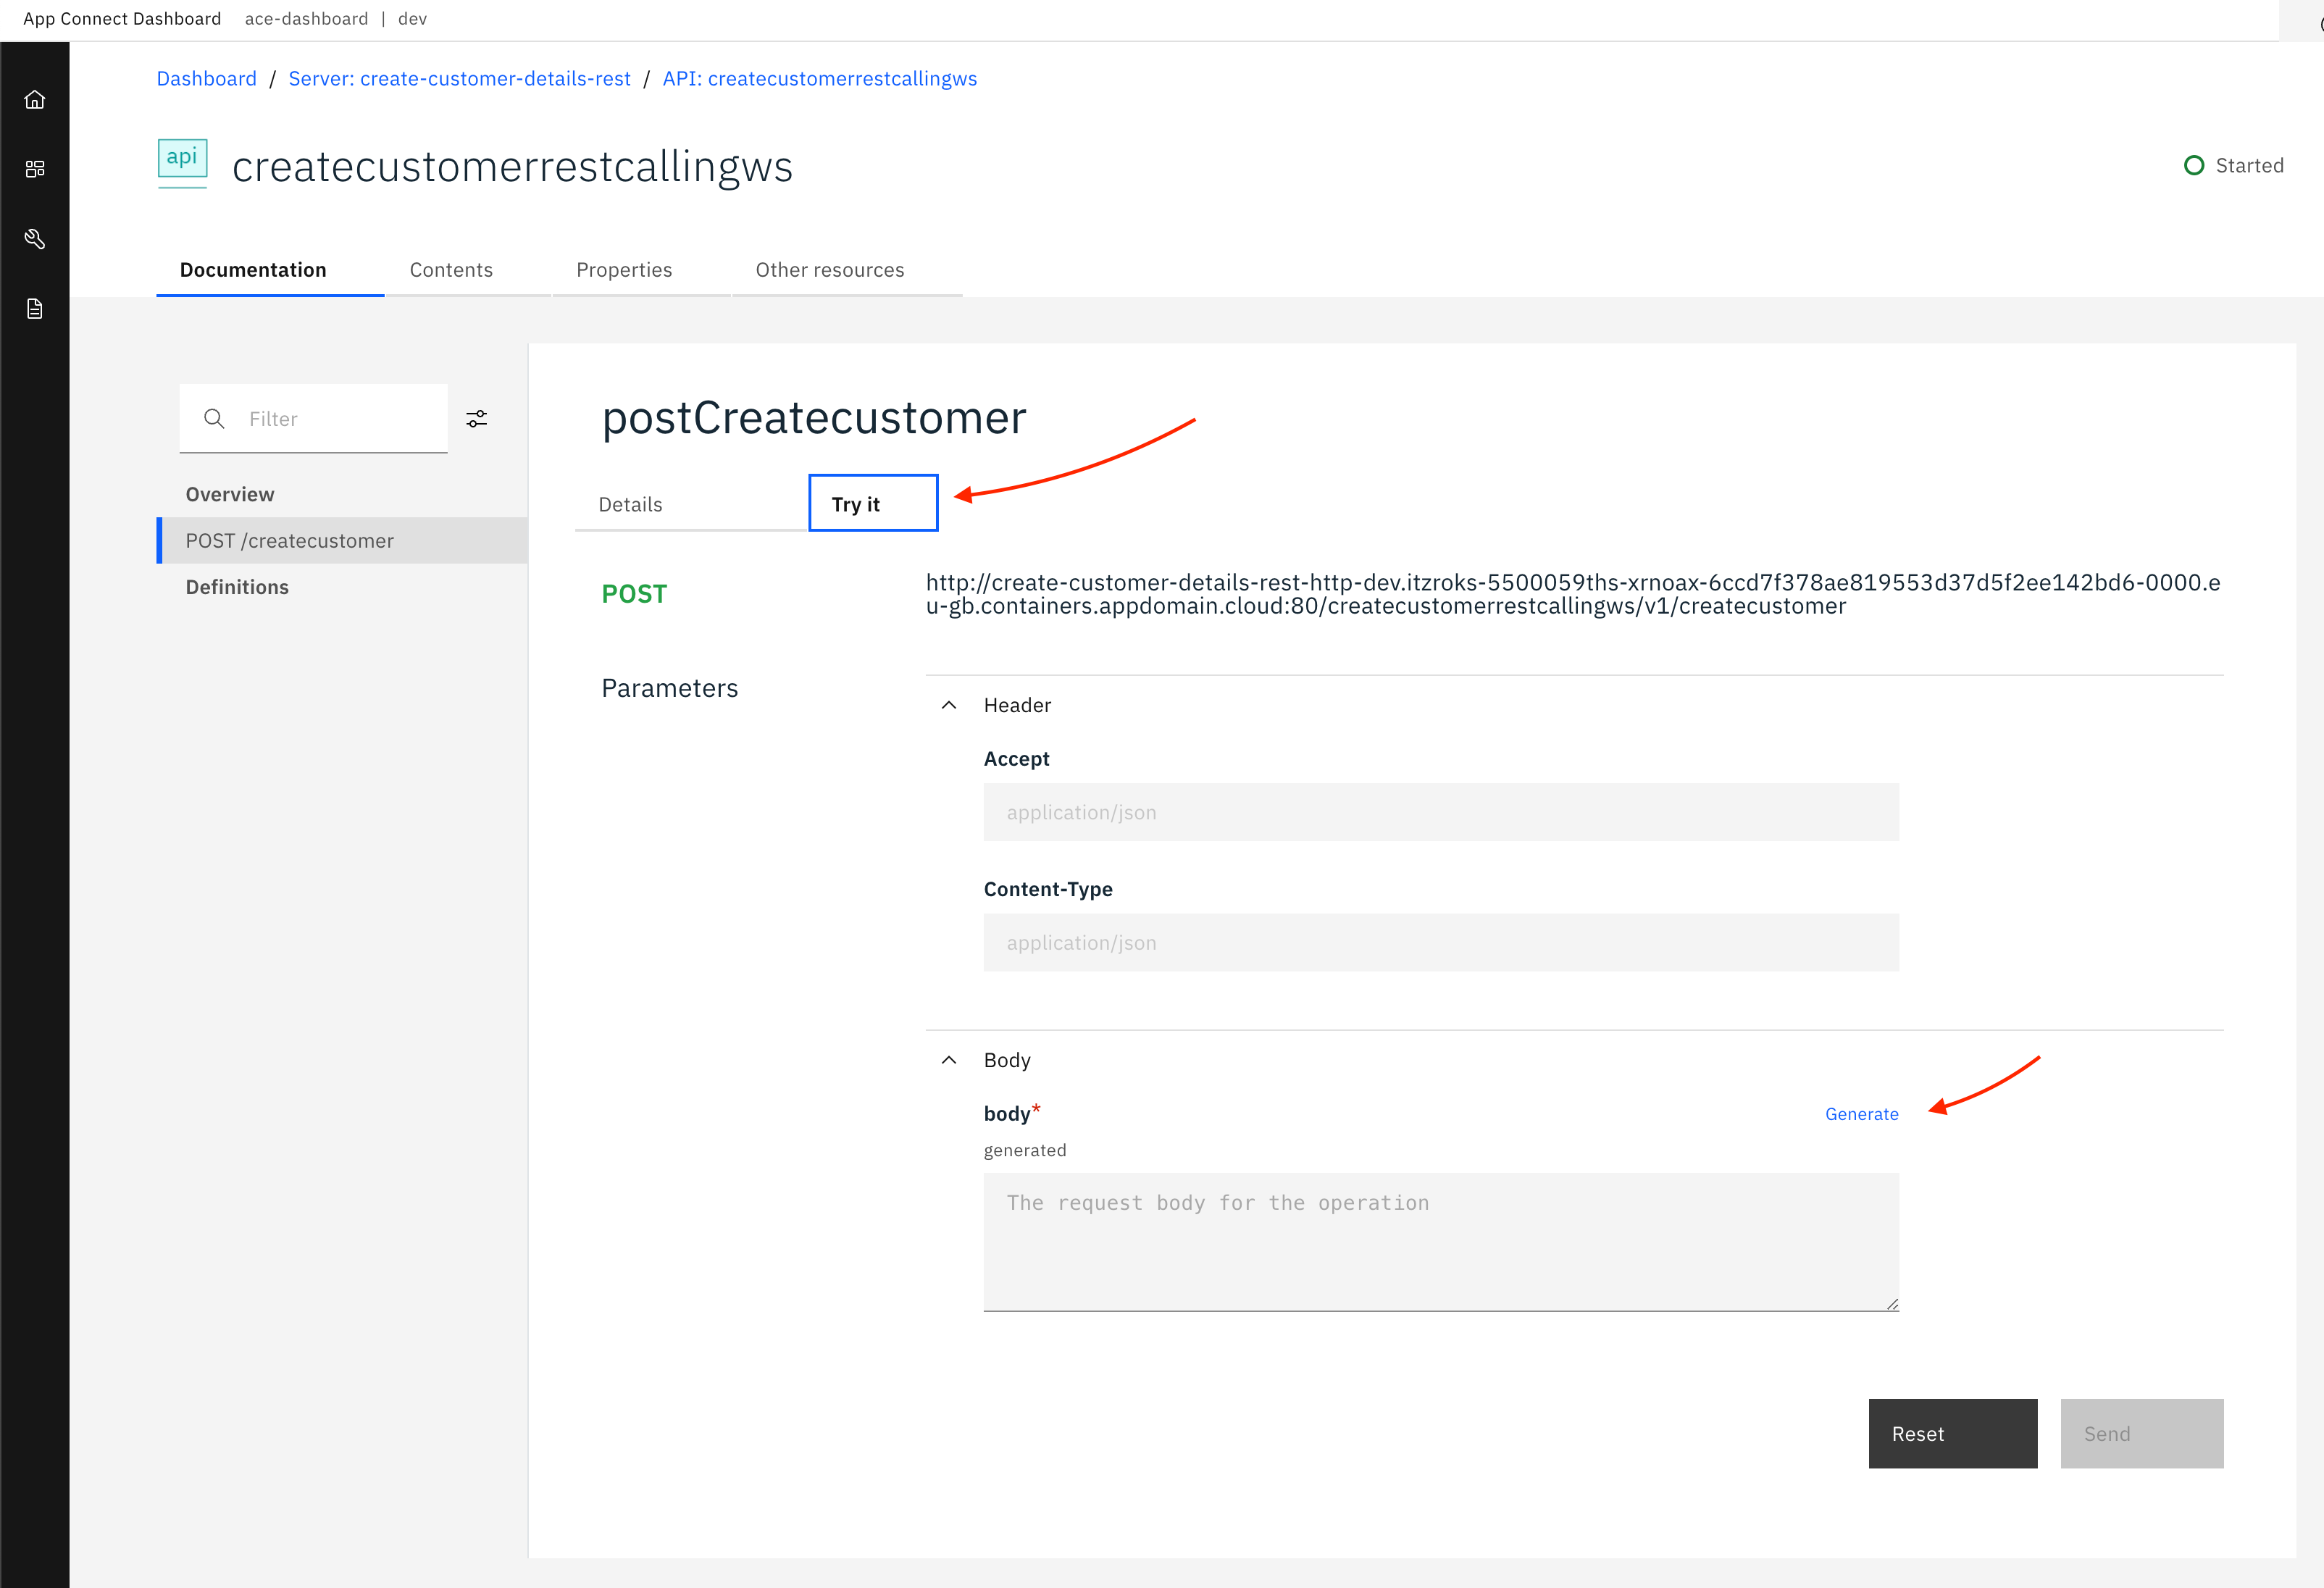 App Connect Dashboard ace-dashboard | dev
Dashboard / Server: create-customer-details-rest / API: createcustomerrestcallingws
api createcustomerrestcallingws
Started
Documentation Contents Properties Other resources
Filter
Overview
POST /createcustomer
Definitions
postCreatecustomer
Details Try it
POST
http://create-customer-details-rest-http-dev.itzroks-5500059ths-xrnoax-6ccd7f378ae819553d37d5f2ee142bd6-0000.e
u-gb.containers.appdomain.cloud:80/createcustomerrestcallingws/v1/createcustomer
Parameters
Header
Accept
application/json
Content-Type
application/json
Body
body* Generate
generated
The request body for the operation
Reset Send